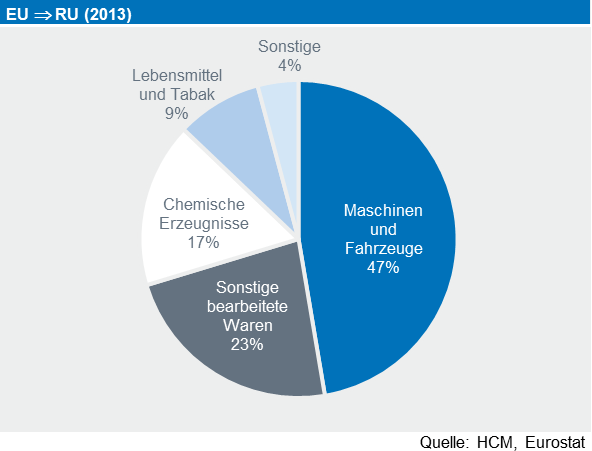 EU ⇒RU (2013)
Sonstige
4%
Lebensmittel
und Tabak
9%
Chemische
Erzeugnisse
17%
Maschinen
und
Fahrzeuge
47%
Sonstige
bearbeitete
Waren
23%
Quelle: HCM, Eurostat